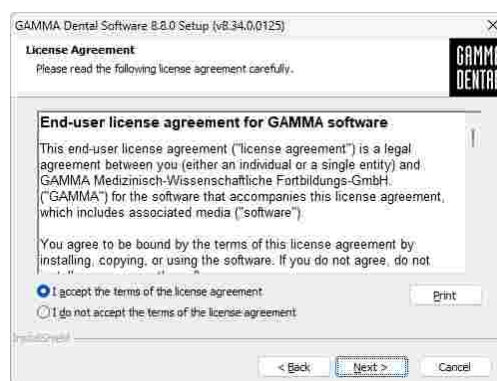 GAMMA Dental Software 8.8.0 Setup (v8.34.0.0125)
License Agreement
Please read the following license agreement carefully.
GAMMA
DENTAL
End-user license agreement for GAMMA software
This end-user license agreement ("license agreement") is a legal
agreement between you (either an individual or a single entity) and
GAMMA Medizinisch-Wissenschaftliche Fortbildungs-GmbH.
("GAMMA") for the software that accompanies this license agreement,
which includes associated media ("software").
You agree to be bound by the terms of this license agreement by
installing, copying, or using the software. If you do not agree, do not
I accept the terms of the license agreement
Print
I do not accept the terms of the license agreement
InstallShield
< Back
Next >
Cancel